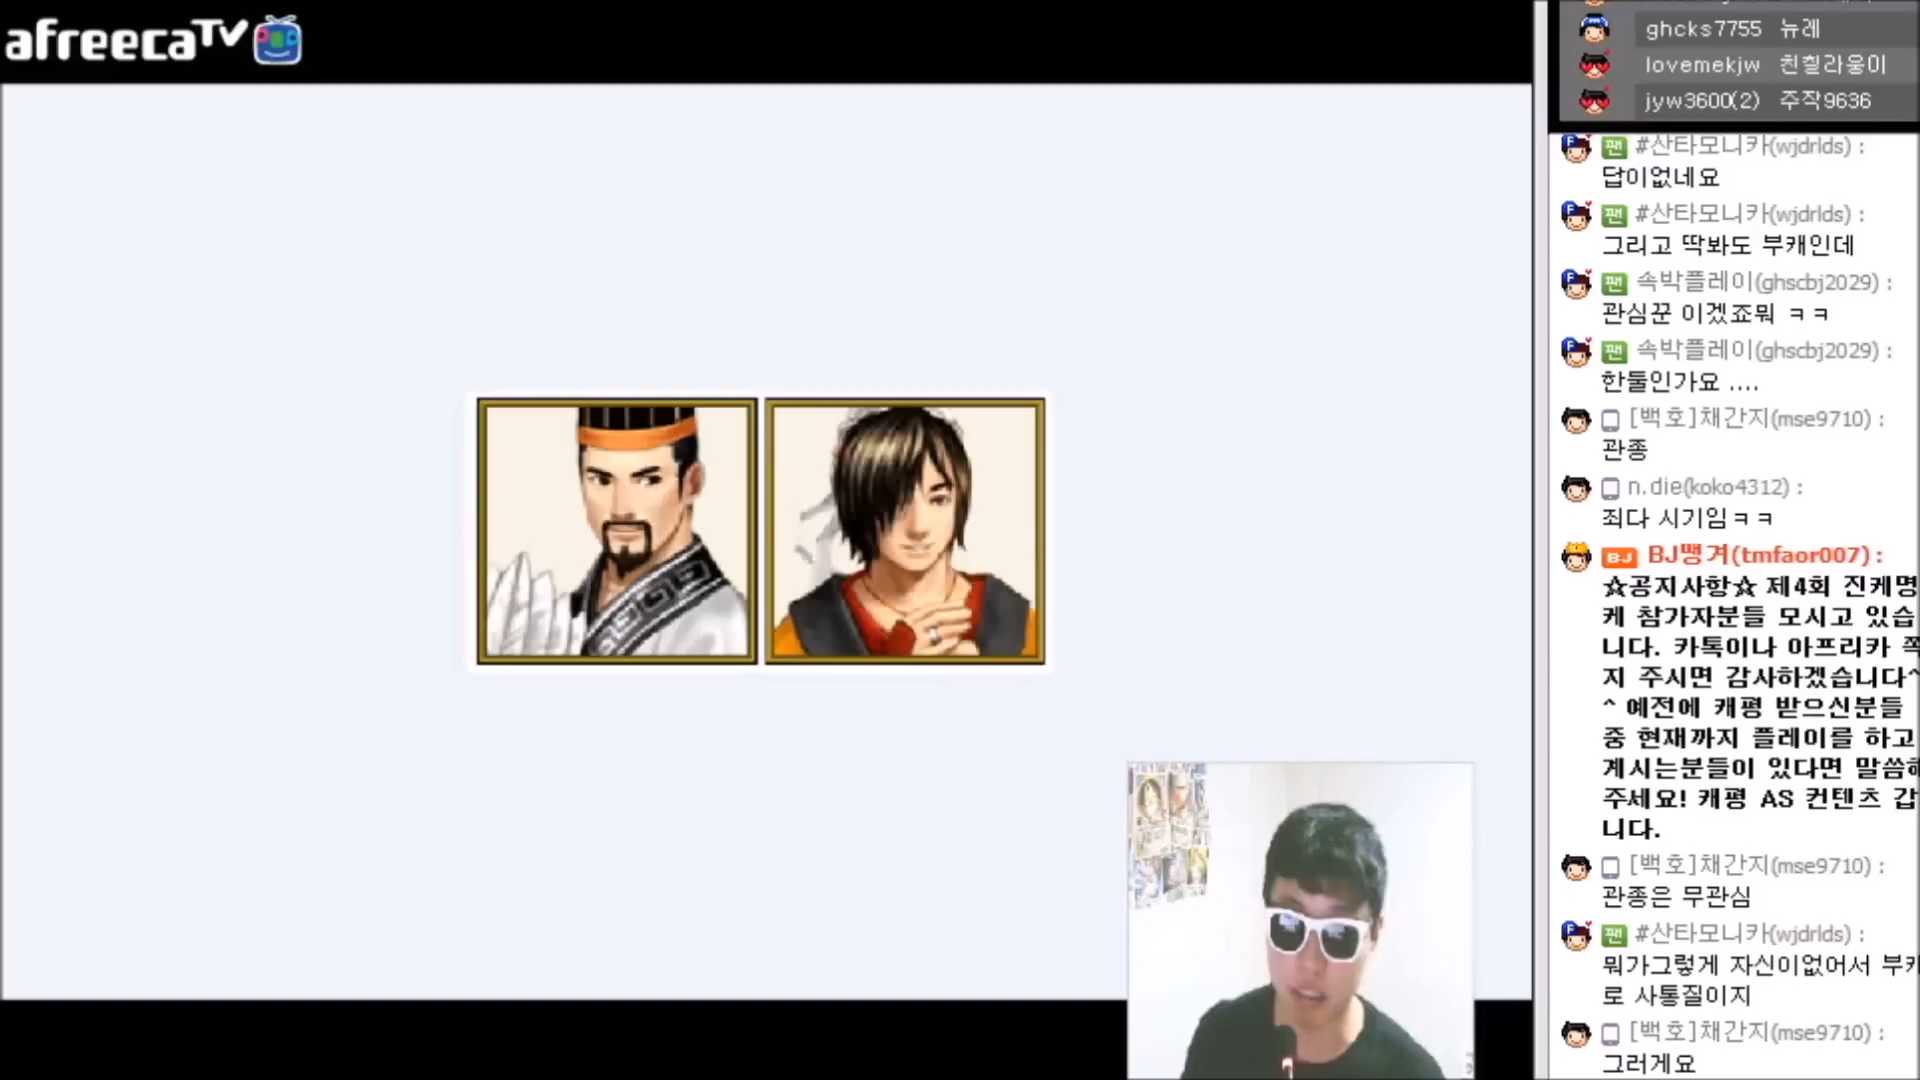 afreecaTV
ghcks7755 뉴레
lovemekjw 친칠라웅이
jyw3600(2) 주작9636
팬 #산타모니카(wjdrlds) :
답이없네요
팬 #산타모니카(wjdrlds) :
그리고 딱봐도 부캐인데
팬 속박플레이(ghscbj2029) :
관심꾼 이겠죠뭐 ㅋㅋ
팬 속박플레이(ghscbj2029) :
한둘인가요 ....
[백호]채간지(mse9710) :
관종
n.die(koko4312) :
죄다 시기임ㅋㅋ
BJ BJ땡겨(tmfaor007) :
☆공지사항☆ 제4회 진케명
케 참가자분들 모시고 있습
니다. 카톡이나 아프리카 쪽
지 주시면 감사하겠습니다^
^ 예전에 캐평 받으신분들
중 현재까지 플레이를 하고
계시는분들이 있다면 말씀해
주세요! 캐평 AS 컨텐츠 갑
니다.
[백호]채간지(mse9710) :
관종은 무관심
팬 #산타모니카(wjdrlds) :
뭐가그렇게 자신이없어서 부캐
로 사통질이지
[백호]채간지(mse9710) :
그러게요